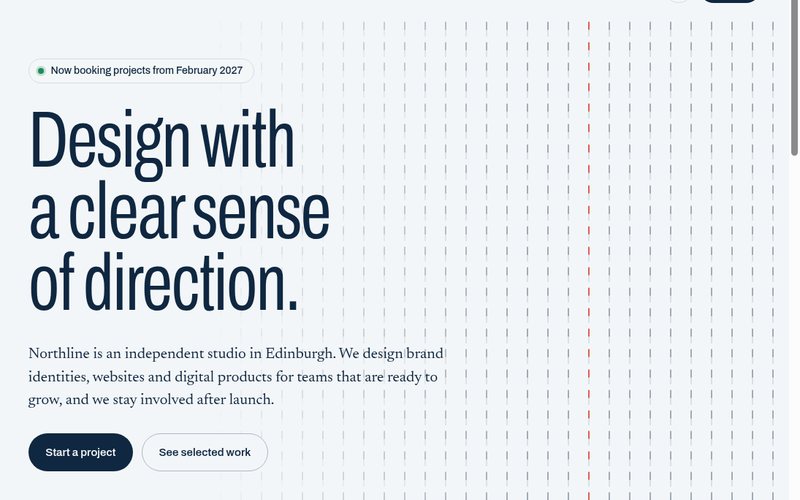 Now booking projects from February 2027
Design with
a clear sense
of direction.
Northline is an independent studio in Edinburgh. We design brand
identities, websites and digital products for teams that are ready to
grow, and we stay involved after launch.
Start a project
See selected work